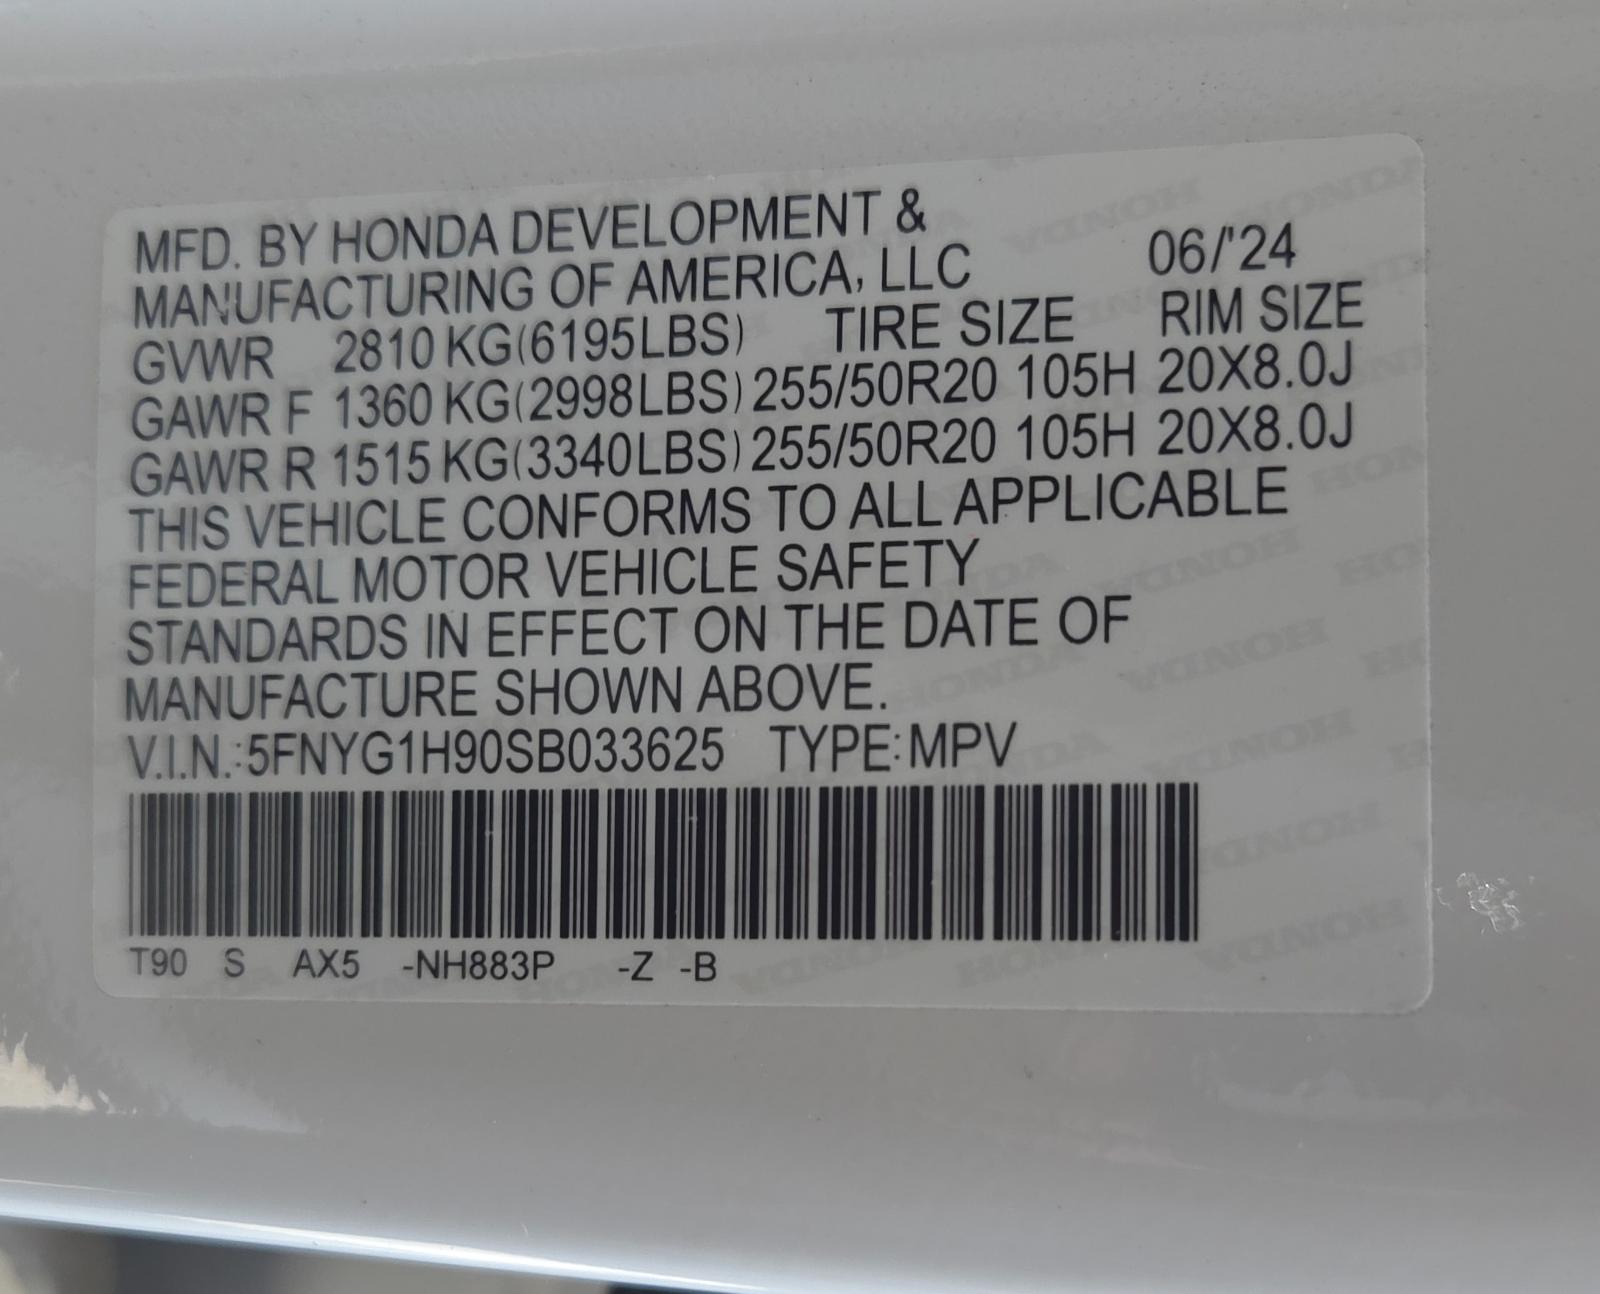 MFD. BY HONDA DEVELOPMENT &
MANUFACTURING OF AMERICA, LLC 06/'24
GVWR 2810 KG(6195LBS) TIRE SIZE RIM SIZE
GAWR F 1360 KG(2998LBS) 255/50R20 105H 20X8.0J
GAWR R 1515 KG(3340LBS) 255/50R20 105H 20X8.0J
THIS VEHICLE CONFORMS TO ALL APPLICABLE
FEDERAL MOTOR VEHICLE SAFETY
STANDARDS IN EFFECT ON THE DATE OF
MANUFACTURE SHOWN ABOVE.
V.I.N.:5FNYG1H90SB033625 TYPE:MPV
T90 S AX5 -NH883P -Z -B